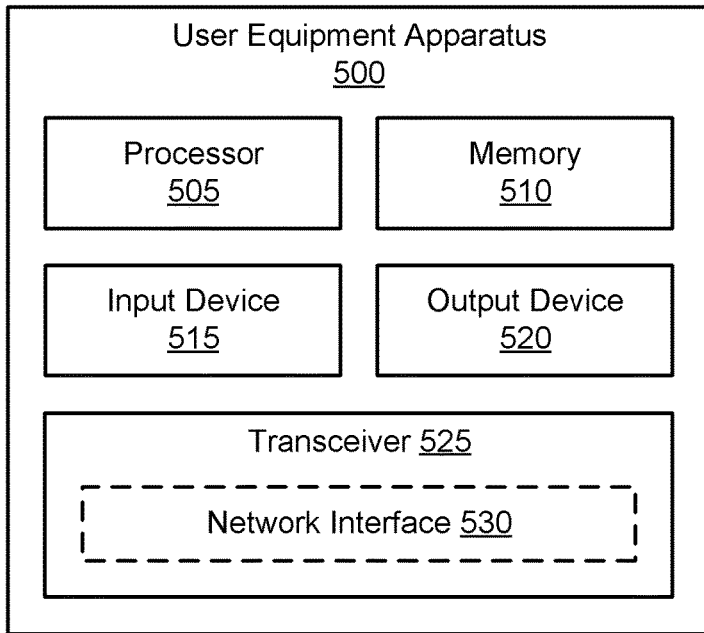 User Equipment Apparatus
500
Processor
505
Memory
510
Input Device
515
Output Device
520
Transceiver 525
Network Interface 530